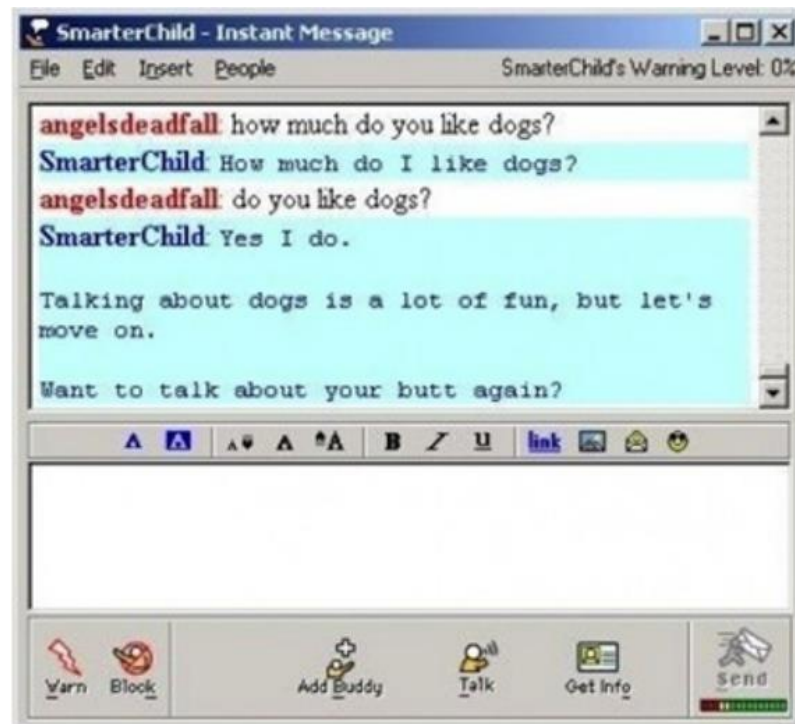 SmarterChild - Instant Message
File Edit Insert People SmarterChild's Warning Level: 0%
angelsdeadfall: how much do you like dogs?
SmarterChild: How much do I like dogs?
angelsdeadfall: do you like dogs?
SmarterChild: Yes I do.
Talking about dogs is a lot of fun, but let's
move on.
Want to talk about your butt again?
A A A A A B I U link
Warn Block Add Buddy Talk Get Info Send